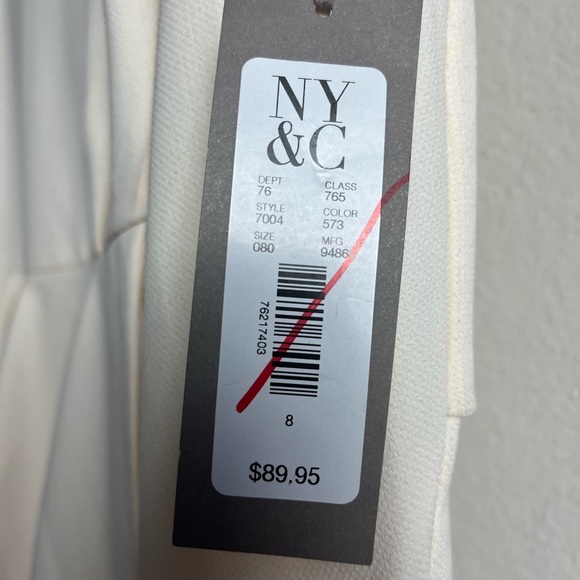 NY
&C
DEPT CLASS
76 765
STYLE COLOR
7004 573
SIZE MFG
080 9486
76217403
8
$89.95